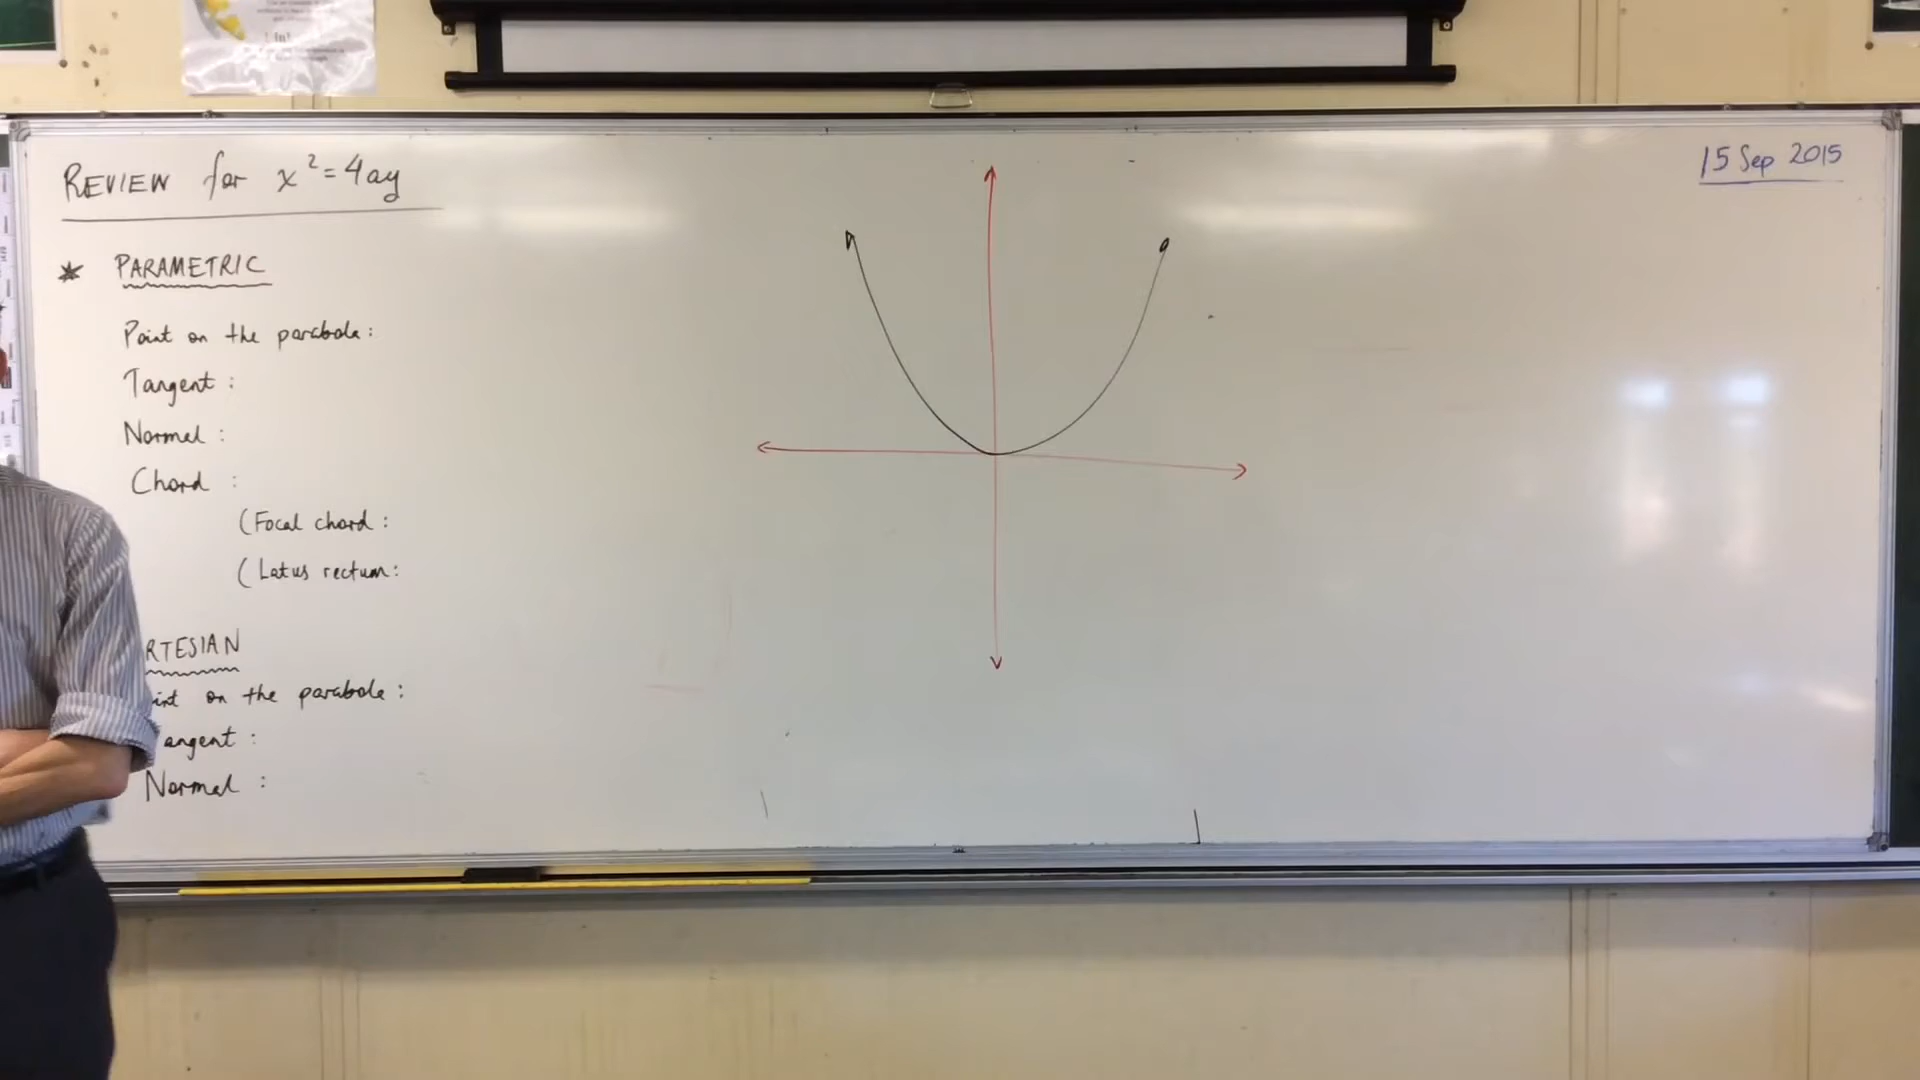 REVIEW for x² = 4ay
15 Sep 2015
* PARAMETRIC
Point on the parabola:
Tangent:
Normal:
Chord:
(Focal chord:
(Latus rectum:
RTESIAN
int on the parabola:
angent:
Normal: